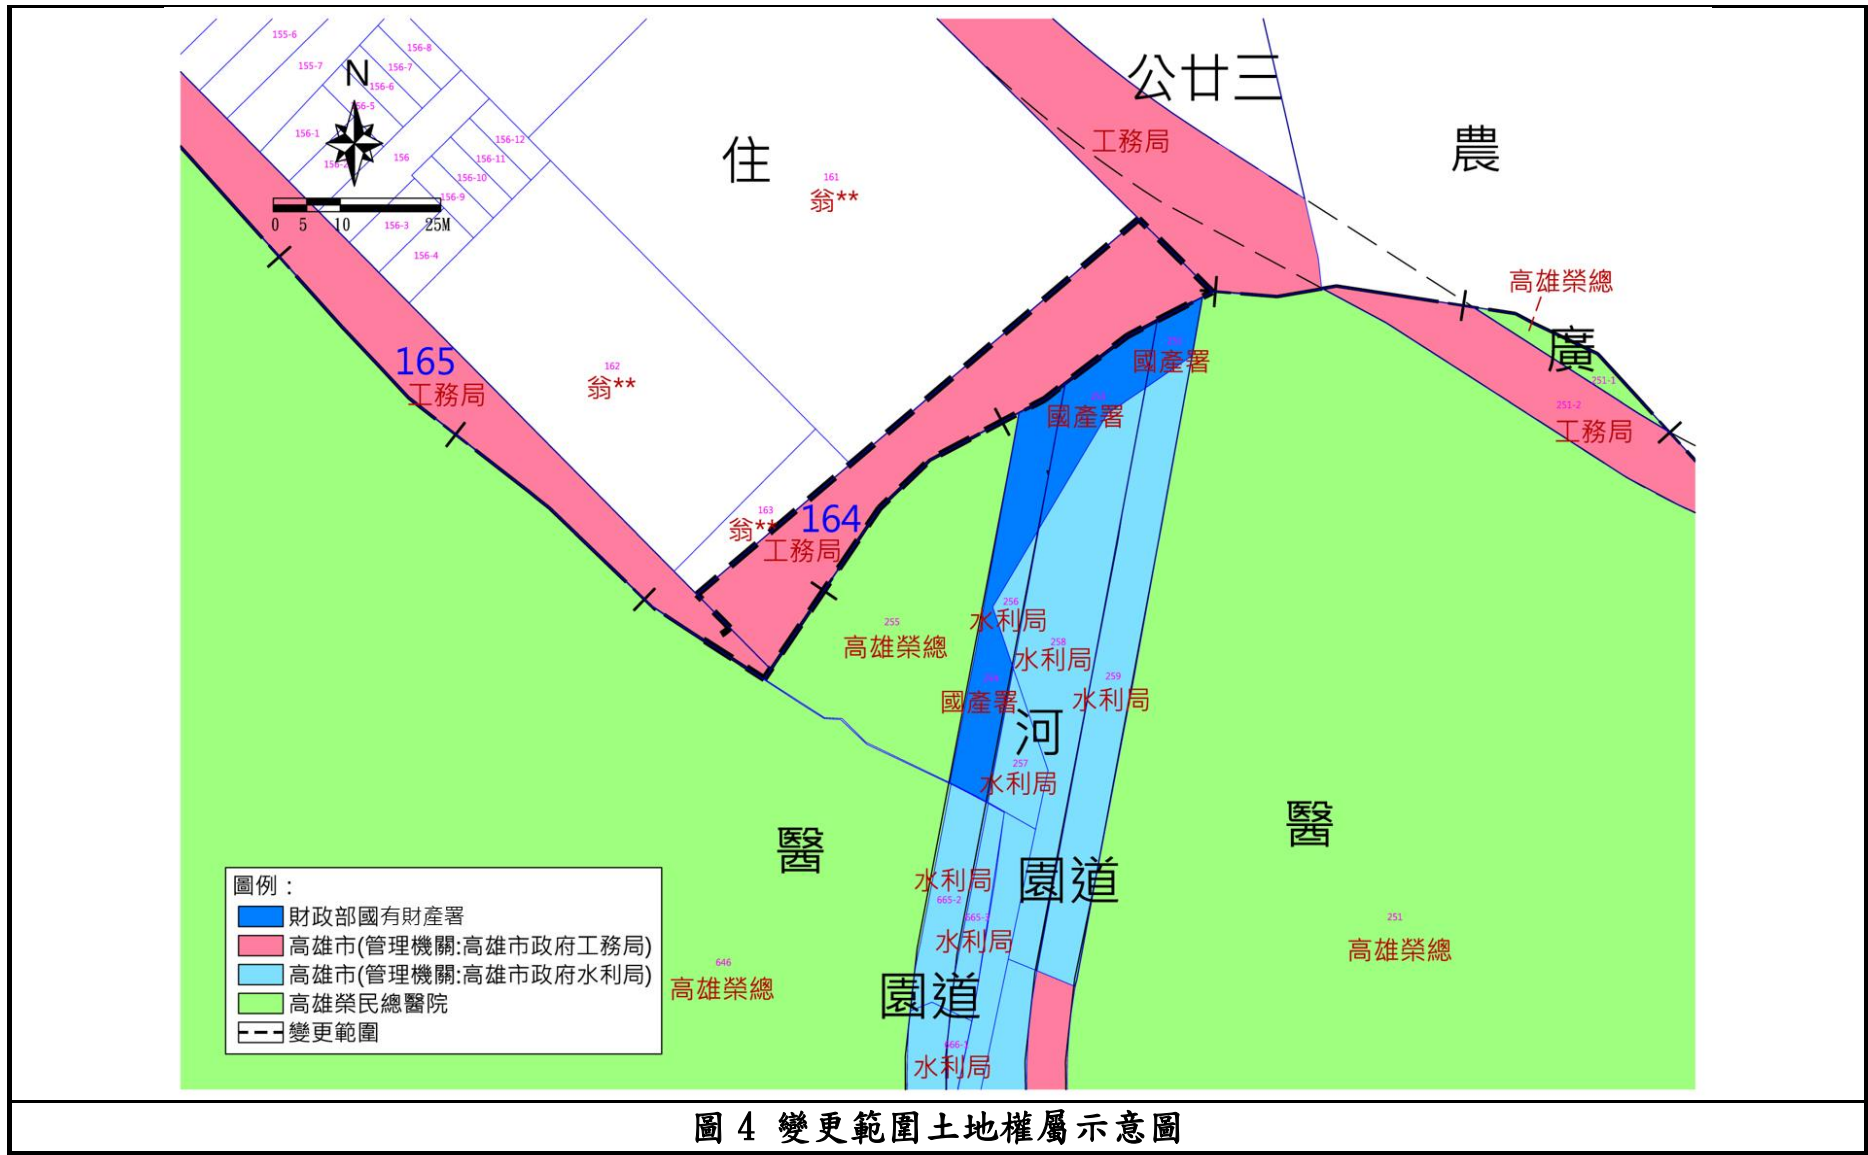 155-6
156-8
155-7
156-7
156-6
N
156-1
156
156-12
156-11
156-10
156-9
156-3
156-4
0 5 10 25M
公廿三
工務局
農
住
161
翁**
高雄榮總
廣
251-1
251-2
工務局
165
工務局
162
翁**
國產署
國產署
163
翁**
164
工務局
255
高雄榮總
256
水利局
258
水利局
259
水利局
國產署
河
257
水利局
醫
醫
園道
水利局
665-2
水利局
園道
水利局
646
高雄榮總
251
高雄榮總
圖例：
財政部國有財產署
高雄市(管理機關:高雄市政府工務局)
高雄市(管理機關:高雄市政府水利局)
高雄榮民總醫院
變更範圍
圖 4 變更範圍土地權屬示意圖